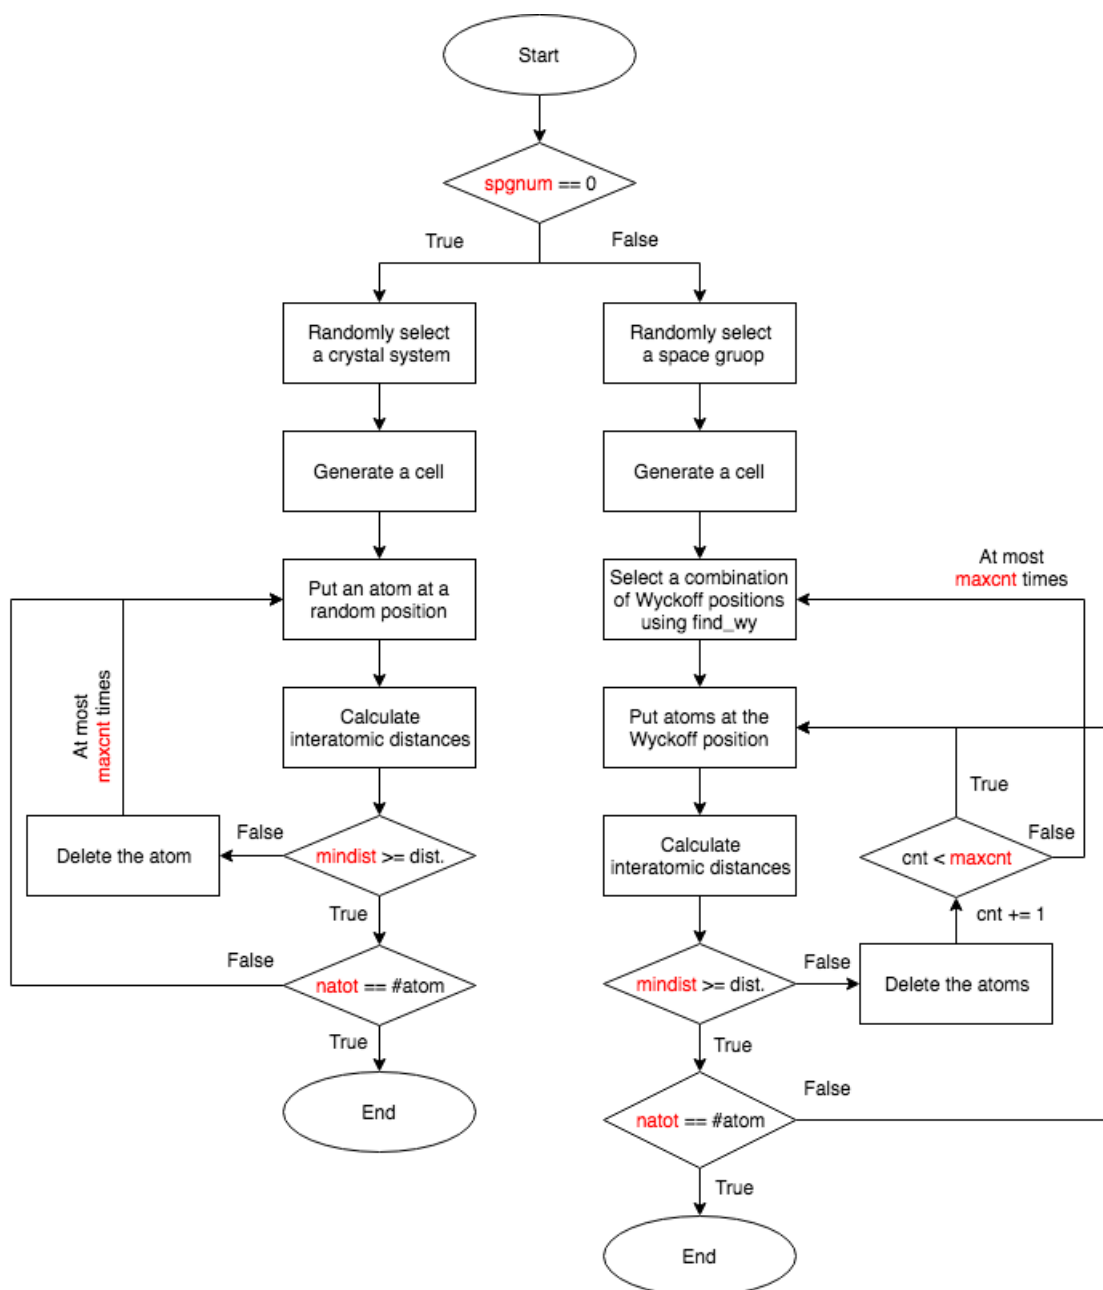 Start
spgnum == 0
True
False
Randomly select
a crystal system
Randomly select
a space gruop
Generate a cell
Generate a cell
At most
maxcnt times
Put an atom at a
random position
Select a combination
of Wyckoff positions
using find_wy
At most
maxcnt times
Calculate
interatomic distances
Put atoms at the
Wyckoff position
True
False
Delete the atom
False
mindist >= dist.
Calculate
interatomic distances
cnt < maxcnt
True
cnt += 1
False
natot == #atom
mindist >= dist.
False
Delete the atoms
True
True
End
natot == #atom
False
True
End